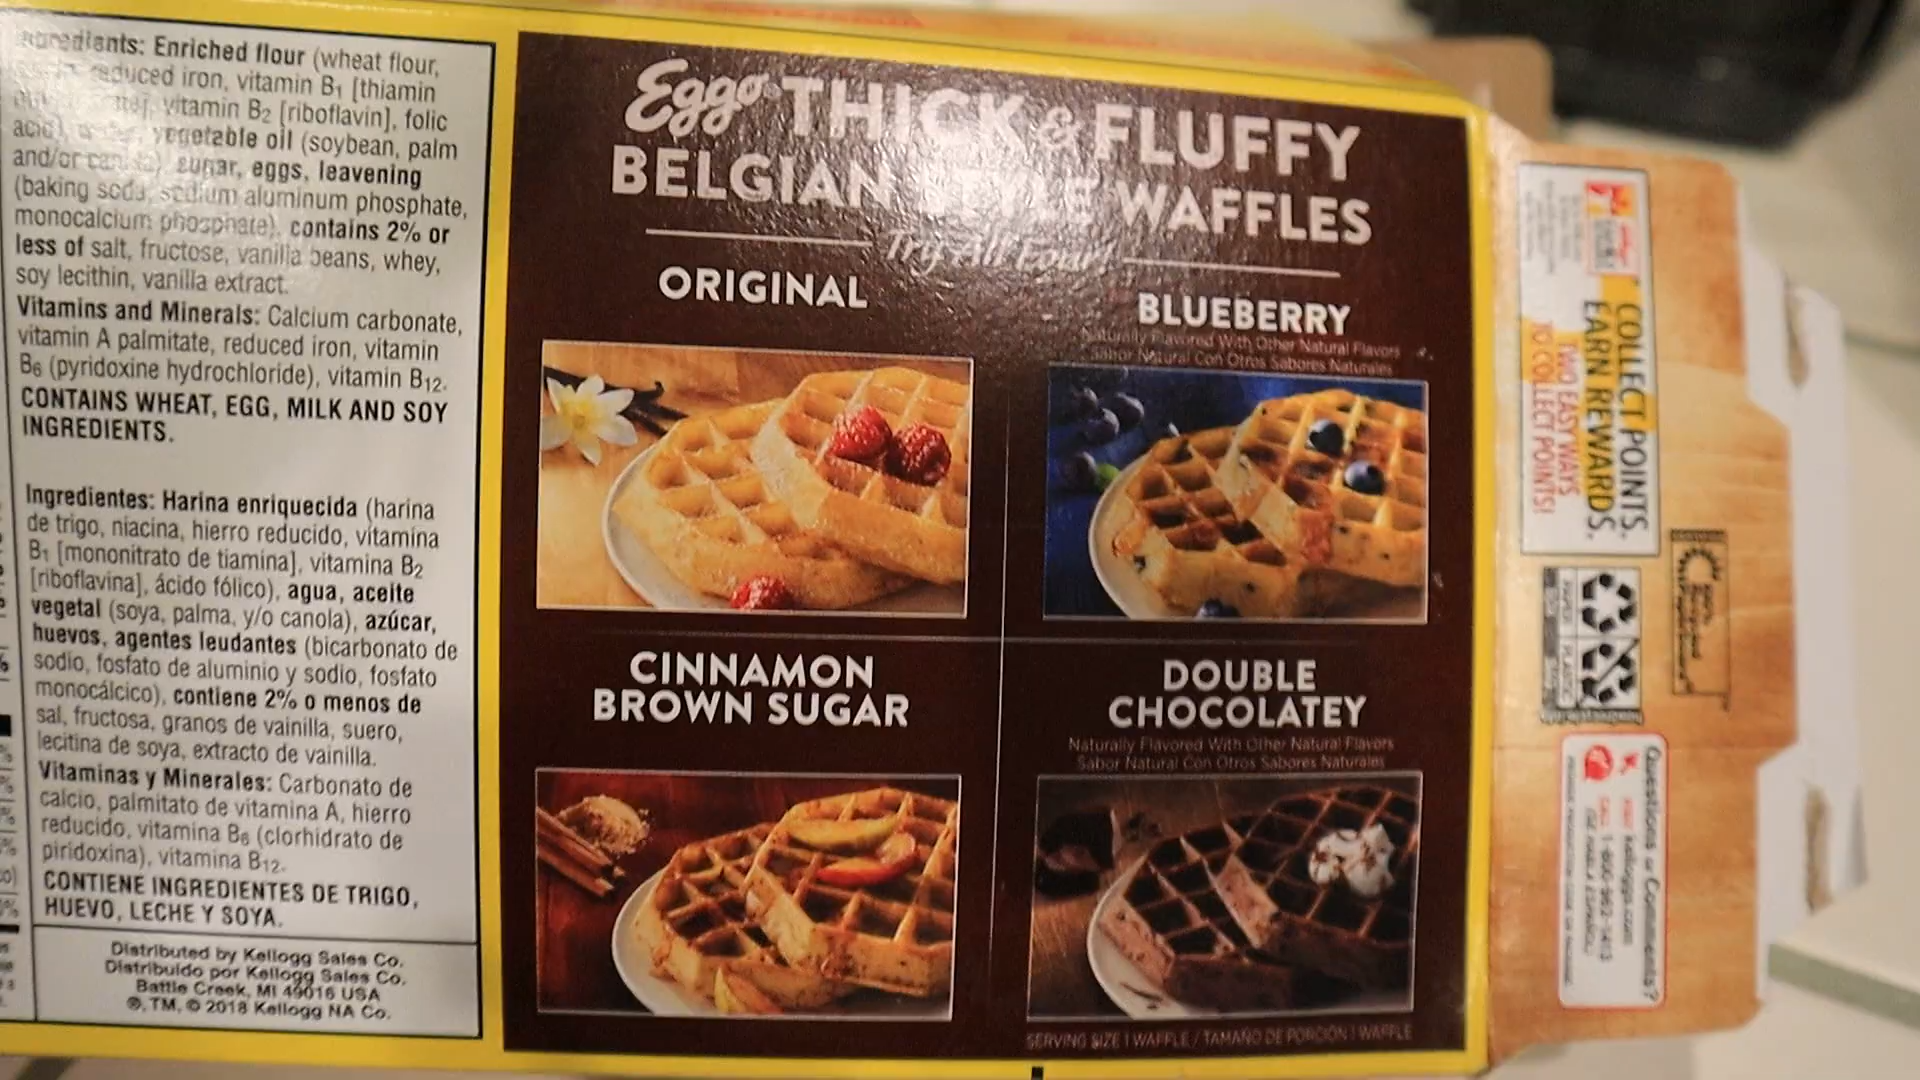 Ingredients: Enriched flour (wheat flour,
reduced iron, vitamin B1 [thiamin
vitamin B2 [riboflavin], folic
acid), vegetable oil (soybean, palm
and/or canola), sugar, eggs, leavening
(baking soda, sodium aluminum phosphate,
monocalcium phosphate), contains 2% or
less of salt, fructose, vanilla beans, whey,
soy lecithin, vanilla extract.
Vitamins and Minerals: Calcium carbonate,
vitamin A palmitate, reduced iron, vitamin
B6 (pyridoxine hydrochloride), vitamin B12.
CONTAINS WHEAT, EGG, MILK AND SOY
INGREDIENTS.
Ingredientes: Harina enriquecida (harina
de trigo, niacina, hierro reducido, vitamina
B1 [mononitrato de tiamina], vitamina B2
[riboflavina], ácido fólico), agua, aceite
vegetal (soya, palma, y/o canola), azúcar,
huevos, agentes leudantes (bicarbonato de
sodio, fosfato de aluminio y sodio, fosfato
monocálcico), contiene 2% o menos de
sal, fructosa, granos de vainilla, suero,
lecitina de soya, extracto de vainilla.
Vitaminas y Minerales: Carbonato de
calcio, palmitato de vitamina A, hierro
reducido, vitamina B6 (clorhidrato de
piridoxina), vitamina B12.
CONTIENE INGREDIENTES DE TRIGO,
HUEVO, LECHE Y SOYA.
Distributed by Kellogg Sales Co.
Distribuido por Kellogg Sales Co.
Battle Creek, MI 49016 USA
®, TM, © 2018 Kellogg NA Co.
Eggo THICK & FLUFFY
BELGIAN STYLE WAFFLES
Try All Four
ORIGINAL
BLUEBERRY
Naturally Flavored With Other Natural Flavors
Sabor Natural Con Otros Sabores Naturales
CINNAMON
BROWN SUGAR
DOUBLE
CHOCOLATEY
Naturally Flavored With Other Natural Flavors
Sabor Natural Con Otros Sabores Naturales
SERVING SIZE 1 WAFFLE / TAMAÑO DE PORCIÓN 1 WAFFLE
COLLECT POINTS.
EARN REWARDS.
TWO EASY WAYS
TO COLLECT POINTS!
100%
Recycled
Paperboard
PAPER
PLASTIC
Questions or Comments?
VISIT kelloggs.com
CALL 1-800-962-1413